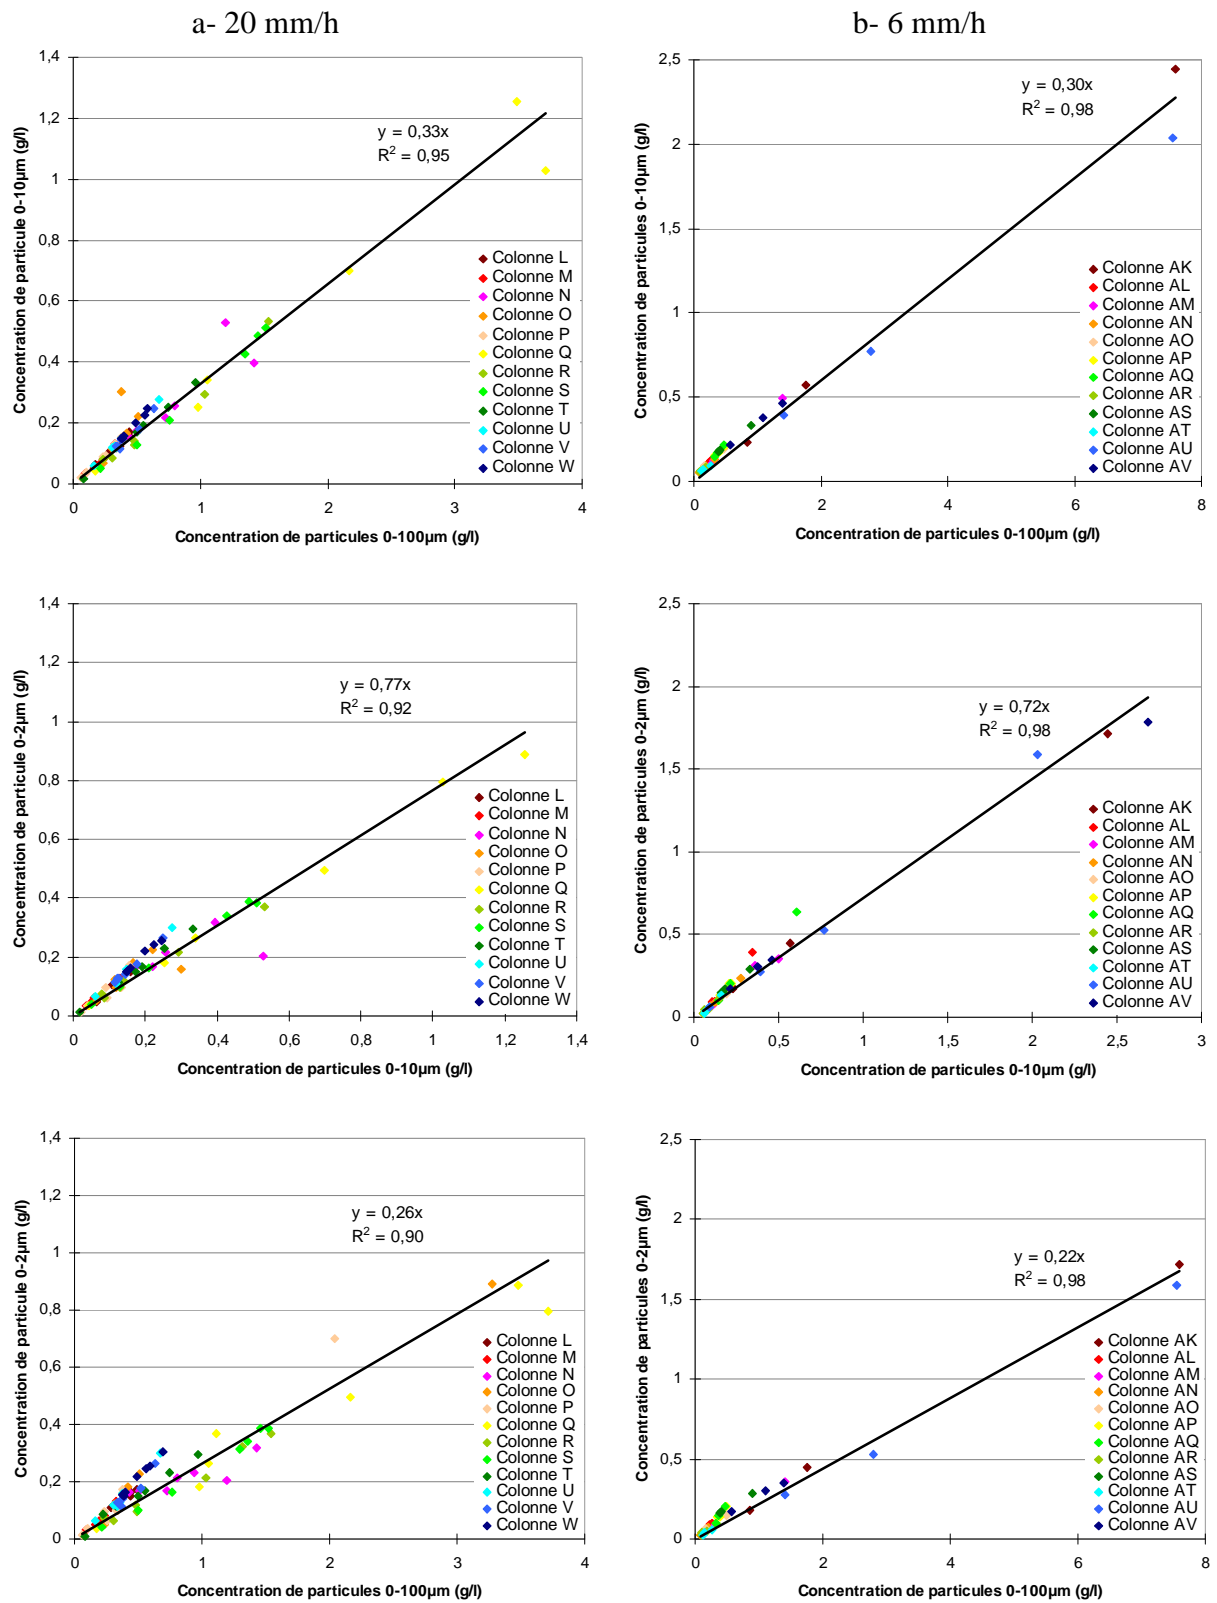 a- 20 mm/h
b- 6 mm/h
Concentration de particule 0-10µm (g/l)
1,4
1,2
1
0,8
0,6
0,4
0,2
0
y = 0,33x
R² = 0,95
Colonne L
Colonne M
Colonne N
Colonne O
Colonne P
Colonne Q
Colonne R
Colonne S
Colonne T
Colonne U
Colonne V
Colonne W
0 1 2 3 4
Concentration de particules 0-100µm (g/l)
Concentration de particules 0-10µm (g/l)
2,5
2
1,5
1
0,5
0
y = 0,30x
R² = 0,98
Colonne AK
Colonne AL
Colonne AM
Colonne AN
Colonne AO
Colonne AP
Colonne AQ
Colonne AR
Colonne AS
Colonne AT
Colonne AU
Colonne AV
0 2 4 6 8
Concentration de particules 0-100µm (g/l)
Concentration de particules 0-2µm (g/l)
1,4
1,2
1
0,8
0,6
0,4
0,2
0
y = 0,77x
R² = 0,92
Colonne L
Colonne M
Colonne N
Colonne O
Colonne P
Colonne Q
Colonne R
Colonne S
Colonne T
Colonne U
Colonne V
Colonne W
0 0,2 0,4 0,6 0,8 1 1,2 1,4
Concentration de particules 0-10µm (g/l)
Concentration de particules 0-2µm (g/l)
2,5
2
1,5
1
0,5
0
y = 0,72x
R² = 0,98
Colonne AK
Colonne AL
Colonne AM
Colonne AN
Colonne AO
Colonne AP
Colonne AQ
Colonne AR
Colonne AS
Colonne AT
Colonne AU
Colonne AV
0 0,5 1 1,5 2 2,5 3
Concentration de particules 0-10µm (g/l)
Concentration de particule 0-2µm (g/l)
1,4
1,2
1
0,8
0,6
0,4
0,2
0
y = 0,26x
R² = 0,90
Colonne L
Colonne M
Colonne N
Colonne O
Colonne P
Colonne Q
Colonne R
Colonne S
Colonne T
Colonne U
Colonne V
Colonne W
0 1 2 3 4
Concentration de particules 0-100µm (g/l)
Concentration de particules 0-2µm (g/l)
2,5
2
1,5
1
0,5
0
y = 0,22x
R² = 0,98
Colonne AK
Colonne AL
Colonne AM
Colonne AN
Colonne AO
Colonne AP
Colonne AQ
Colonne AR
Colonne AS
Colonne AT
Colonne AU
Colonne AV
0 2 4 6 8
Concentration de particules 0-100µm (g/l)